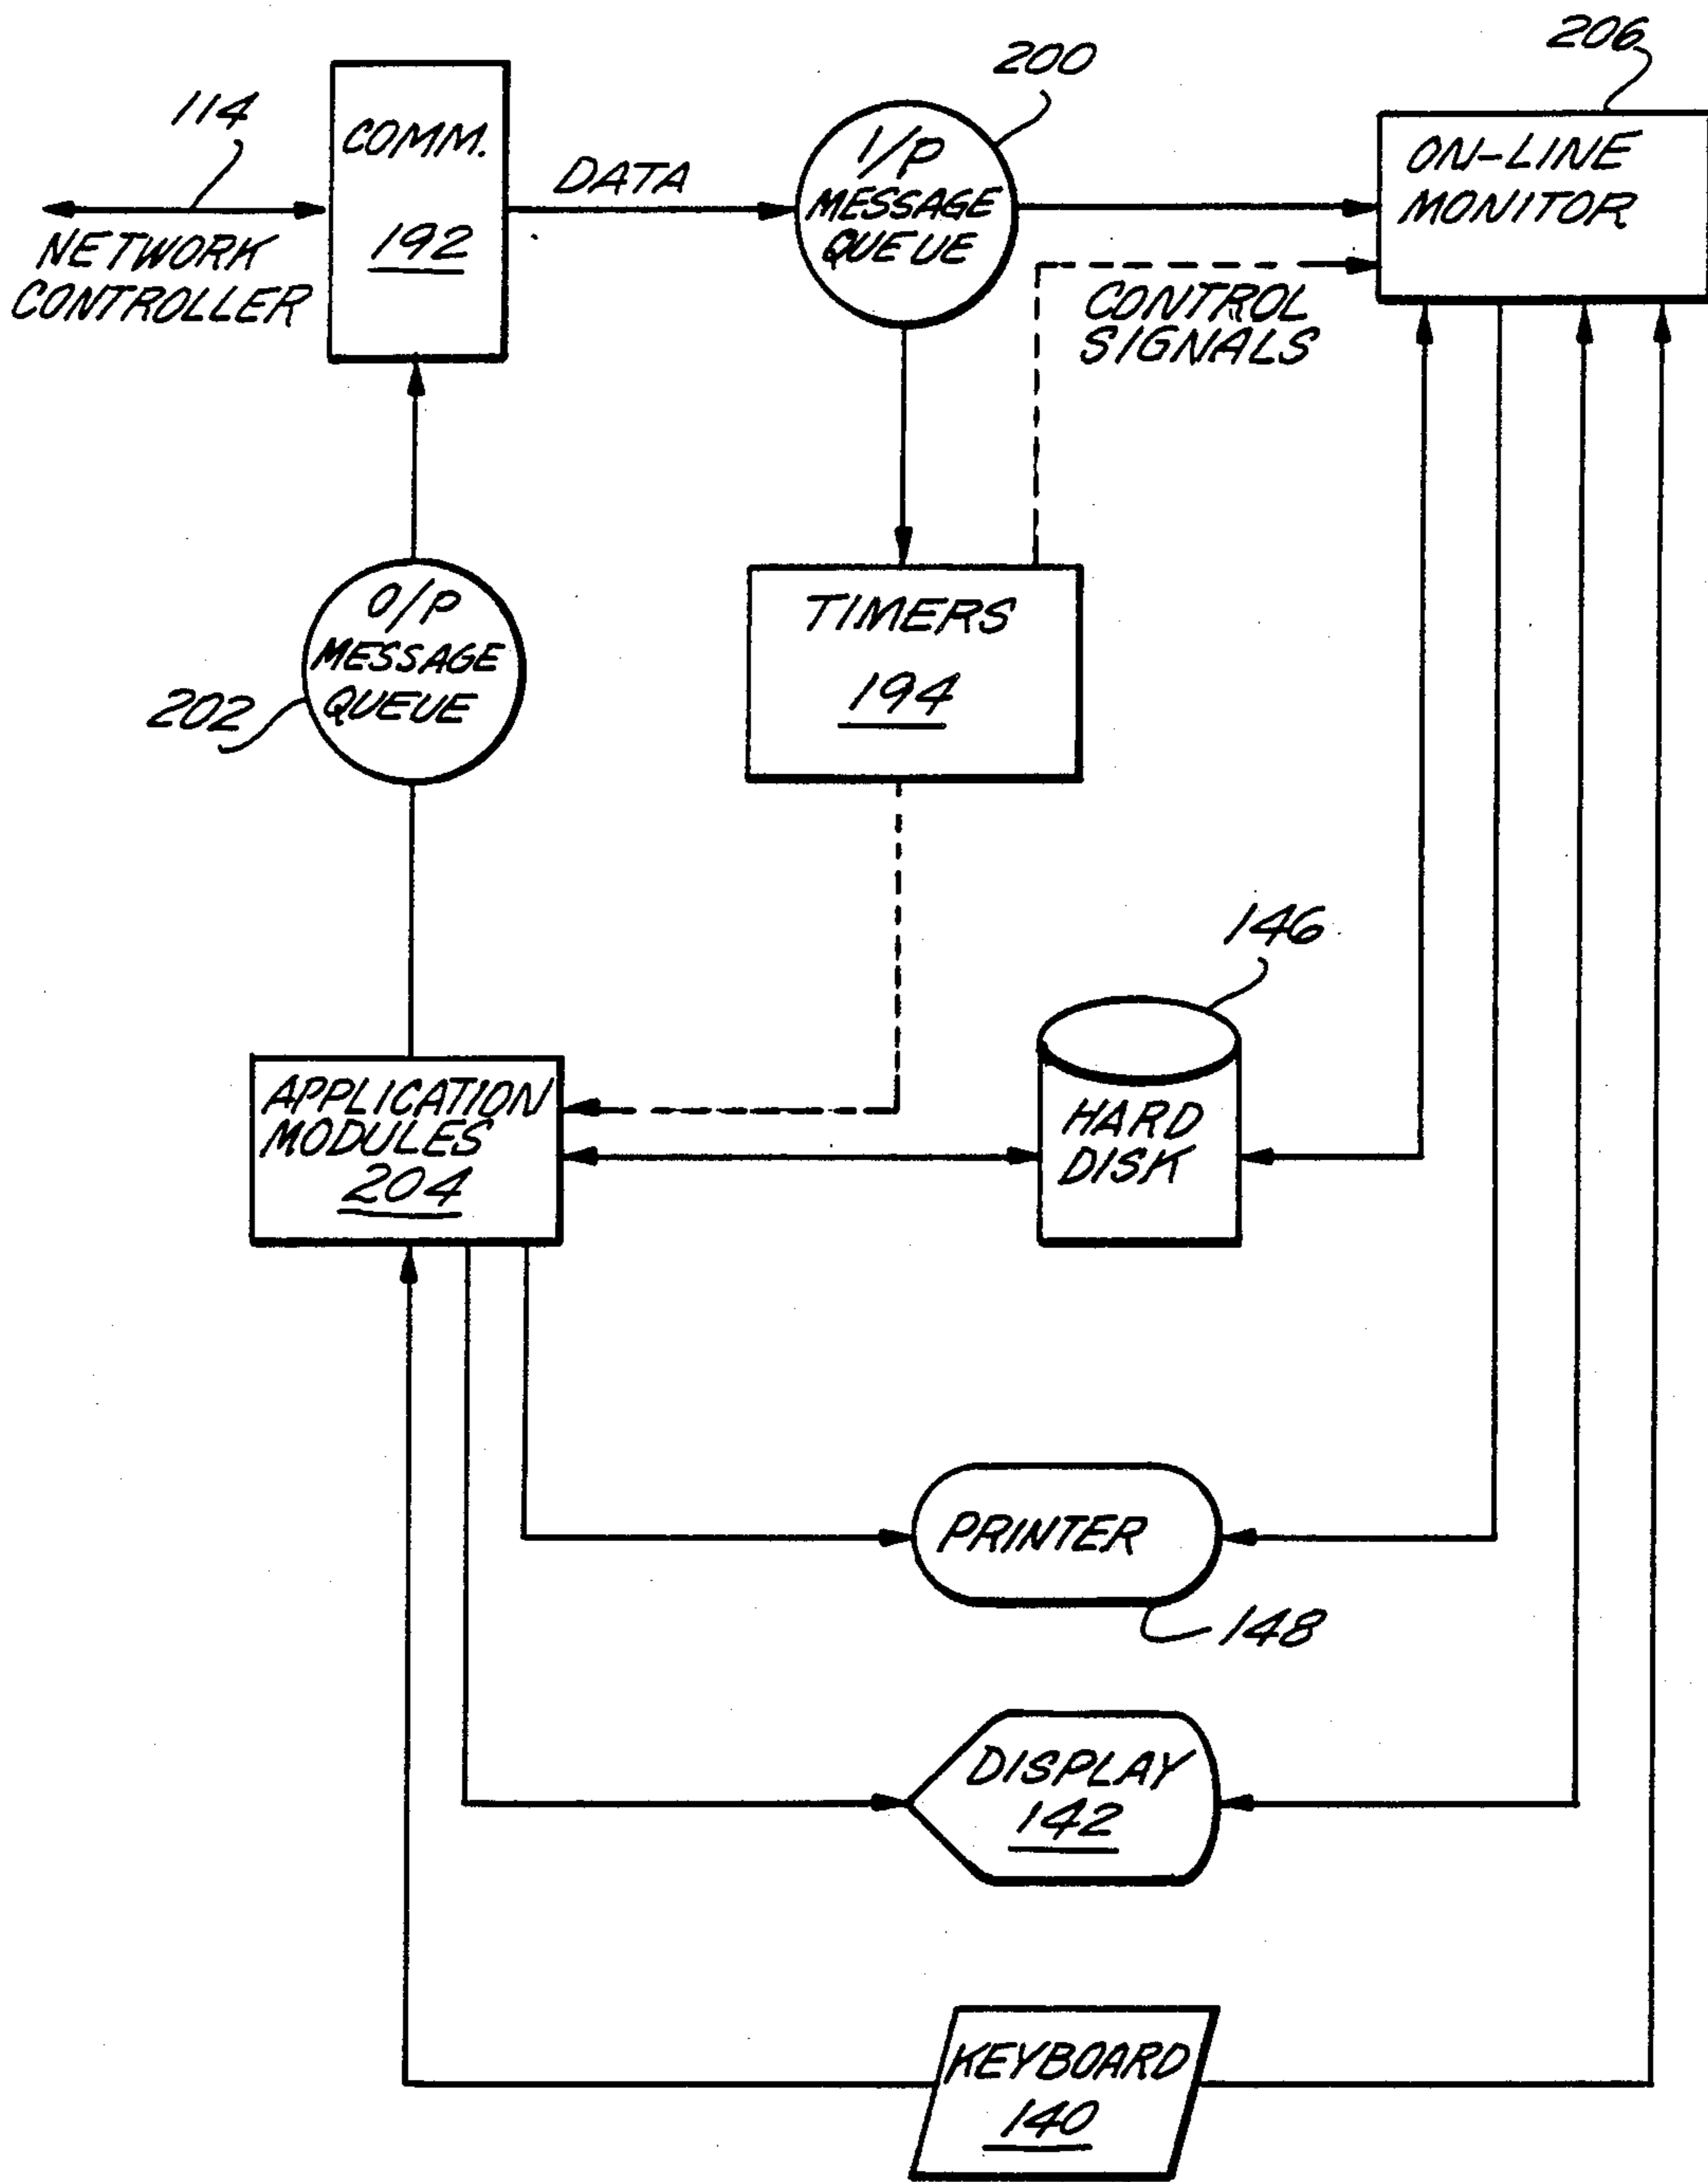 114
NETWORK
CONTROLLER
COMM.
192
DATA
200
I/P
MESSAGE
QUEUE
206
ON-LINE
MONITOR
CONTROL
SIGNALS
O/P
MESSAGE
QUEUE
202
TIMERS
194
146
HARD
DISK
APPLICATION
MODULES
204
PRINTER
148
DISPLAY
142
KEYBOARD
140